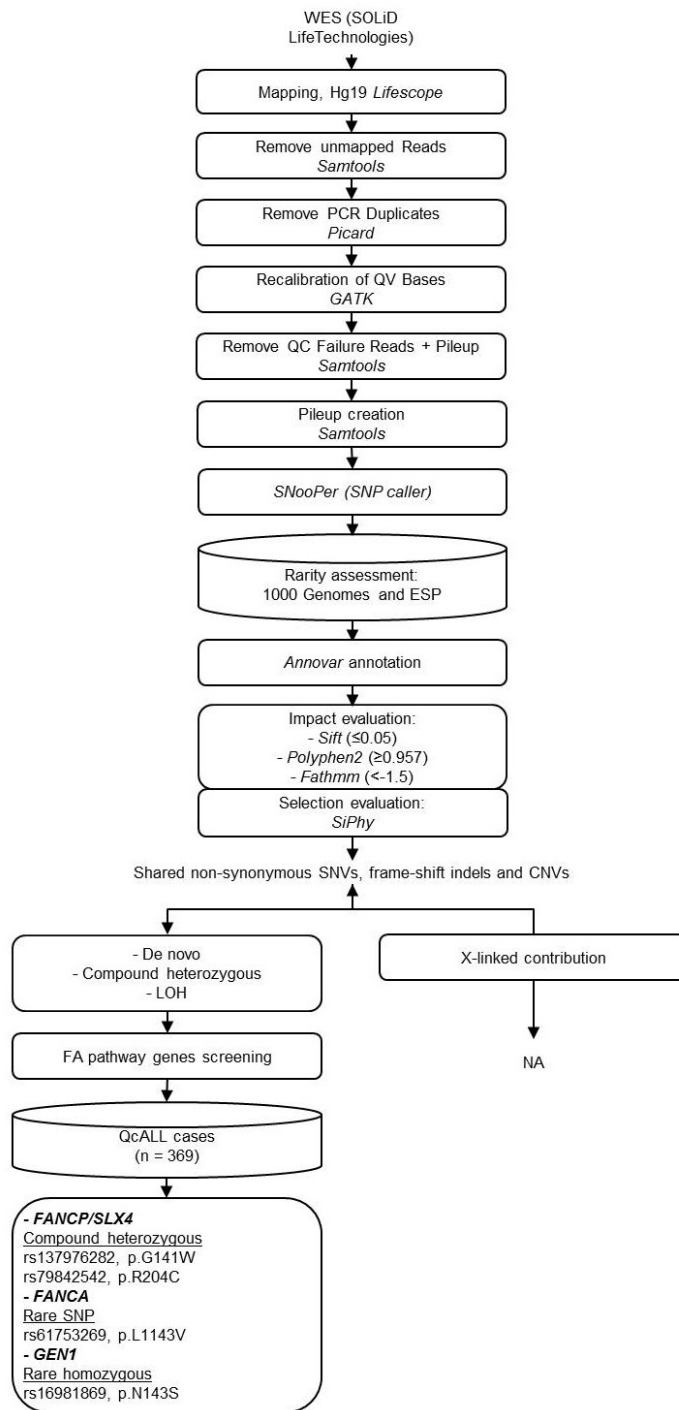 WES (SOLiD
LifeTechnologies)
Mapping, Hg19 Lifescope
Remove unmapped Reads
Samtools
Remove PCR Duplicates
Picard
Recalibration of QV Bases
GATK
Remove QC Failure Reads + Pileup
Samtools
Pileup creation
Samtools
SNooPer (SNP caller)
Rarity assessment:
1000 Genomes and ESP
Annovar annotation
Impact evaluation:
- Sift (≤0.05)
- Polyphen2 (≥0.957)
- Fathmm (<-1.5)
Selection evaluation:
SiPhy
Shared non-synonymous SNVs, frame-shift indels and CNVs
- De novo
- Compound heterozygous
- LOH
X-linked contribution
FA pathway genes screening
NA
QcALL cases
(n = 369)
- FANCP/SLX4
Compound heterozygous
rs137976282, p.G141W
rs79842542, p.R204C
- FANCA
Rare SNP
rs61753269, p.L1143V
- GEN1
Rare homozygous
rs16981869, p.N143S